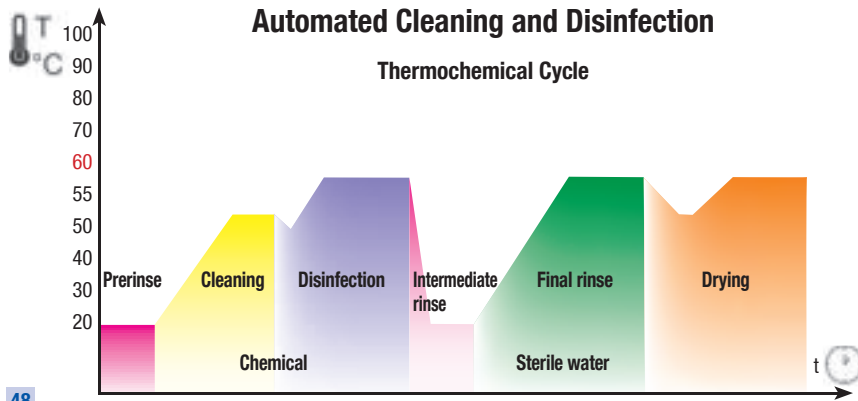 Automated Cleaning and Disinfection
Thermochemical Cycle
T
°C
100
90
80
70
60
55
50
40
30
20
Prerinse
Cleaning
Disinfection
Intermediate
rinse
Final rinse
Drying
Chemical
Sterile water
t
48